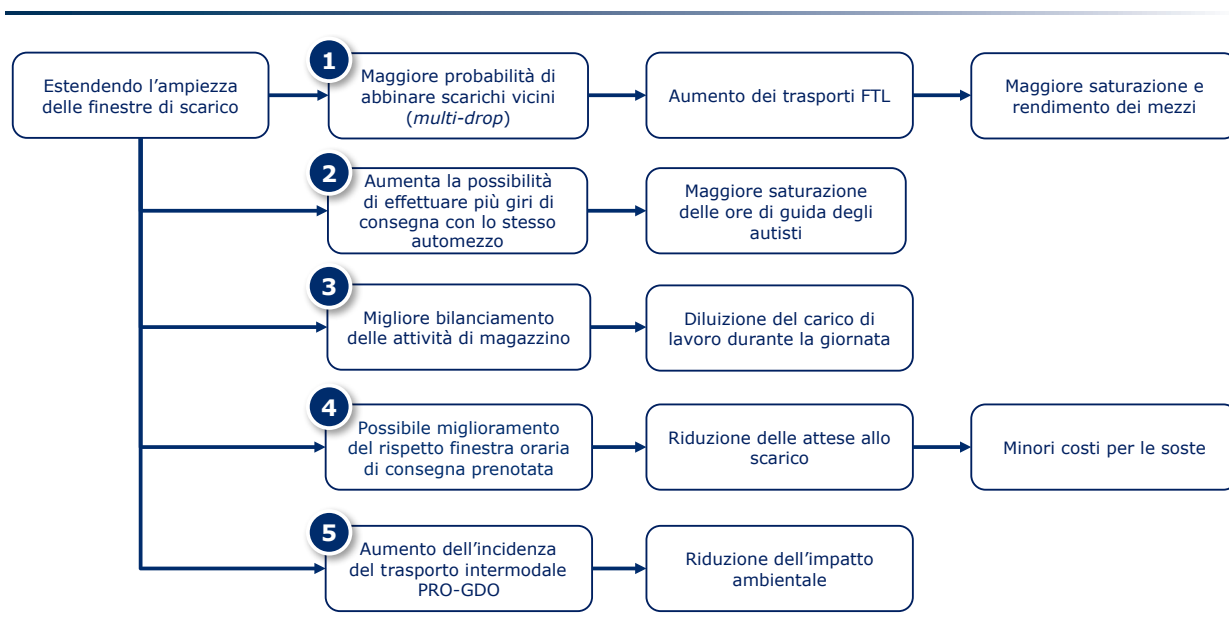 Estendendo l'ampiezza
delle finestre di scarico
1
Maggiore probabilità di
abbinare scarichi vicini
(multi-drop)
Aumento dei trasporti FTL
Maggiore saturazione e
rendimento dei mezzi
2
Aumenta la possibilità
di effettuare più giri di
consegna con lo stesso
automezzo
Maggiore saturazione
delle ore di guida degli
autisti
3
Migliore bilanciamento
delle attività di magazzino
Diluizione del carico di
lavoro durante la giornata
4
Possibile miglioramento
del rispetto finestra oraria
di consegna prenotata
Riduzione delle attese allo
scarico
Minori costi per le soste
5
Aumento dell'incidenza
del trasporto intermodale
PRO-GDO
Riduzione dell'impatto
ambientale